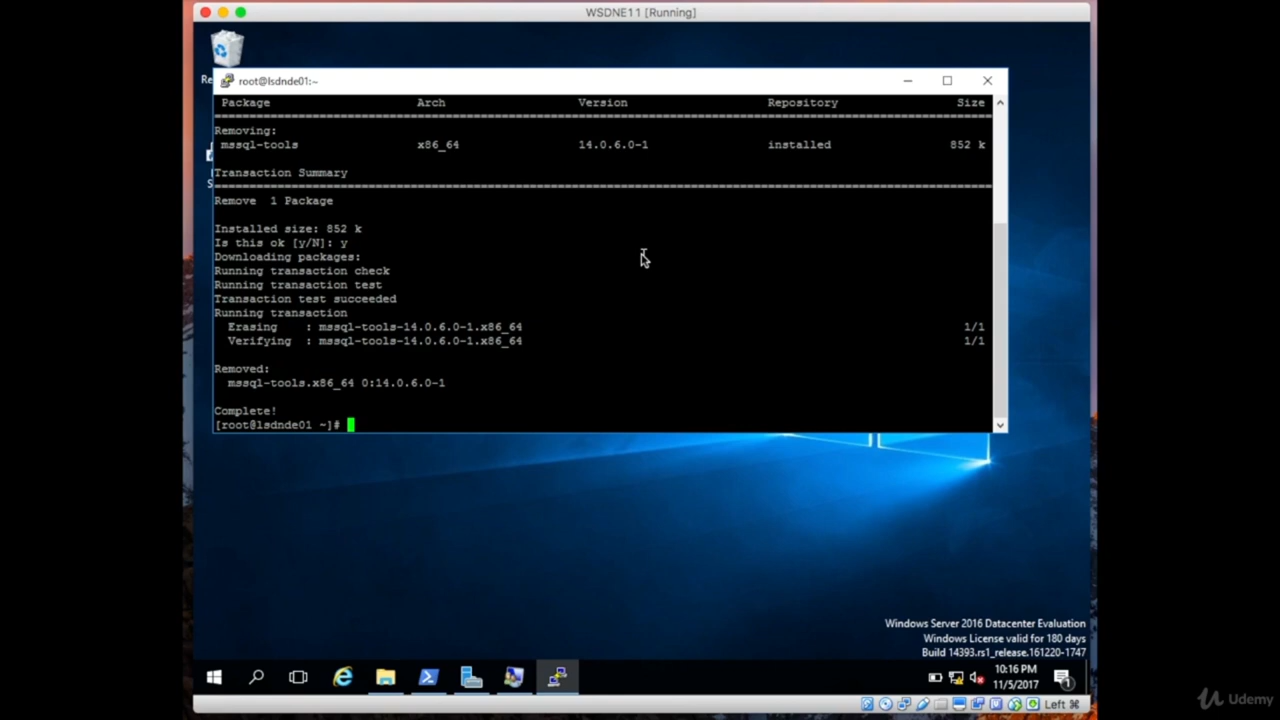 WSDNE11 [Running]
Re
root@lsdnde01:~
Package Arch Version Repository Size
Removing:
mssql-tools x86_64 14.0.6.0-1 installed 852 k
S
Transaction Summary
Remove 1 Package
Installed size: 852 k
Is this ok [y/N]: y
Downloading packages:
Running transaction check
Running transaction test
Transaction test succeeded
Running transaction
Erasing : mssql-tools-14.0.6.0-1.x86_64 1/1
Verifying : mssql-tools-14.0.6.0-1.x86_64 1/1
Removed:
mssql-tools.x86_64 0:14.0.6.0-1
Complete!
[root@lsdnde01 ~]#
Windows Server 2016 Datacenter Evaluation
Windows License valid for 180 days
Build 14393.rs1_release.161220-1747
10:16 PM
11/5/2017
1
Left ⌘
Udemy